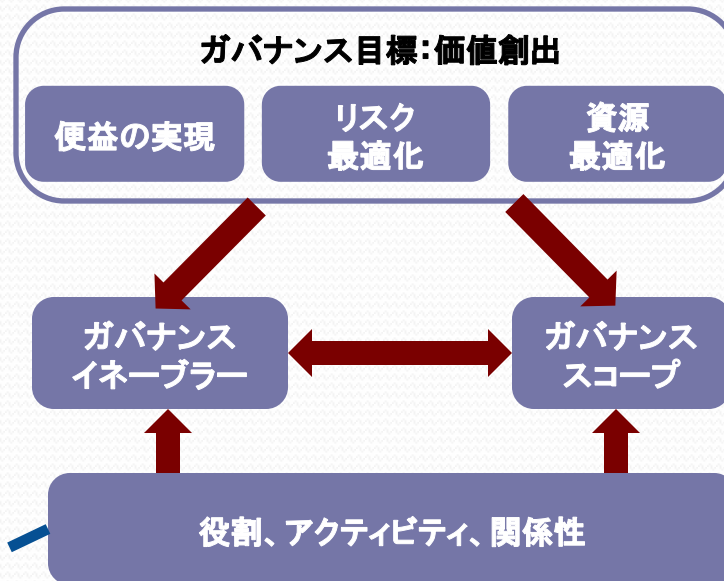 ガバナンス目標：価値創出
便益の実現
リスク
最適化
資源
最適化
ガバナンス
イネーブラー
ガバナンス
スコープ
役割、アクティビティ、関係性